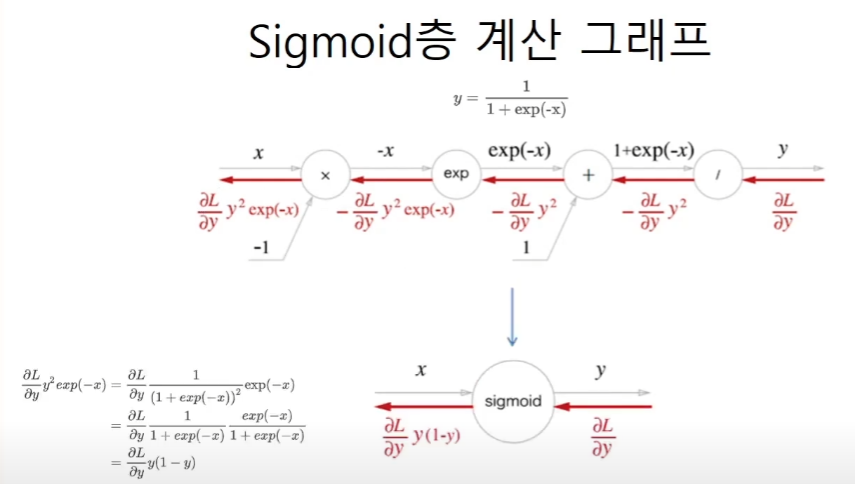 Sigmoid층 계산 그래프
y = 1 / (1 + exp(-x))
x -x exp(-x) 1+exp(-x) y
× exp + /
∂L/∂y y² exp(-x) -∂L/∂y y² exp(-x) -∂L/∂y y² -∂L/∂y y² ∂L/∂y
-1 1
x y
sigmoid
∂L/∂y y(1-y) ∂L/∂y
∂L/∂y y² exp(−x) = ∂L/∂y 1/(1 + exp(−x))² exp(−x)
= ∂L/∂y 1/(1 + exp(−x)) exp(−x)/(1 + exp(−x))
= ∂L/∂y y(1 − y)